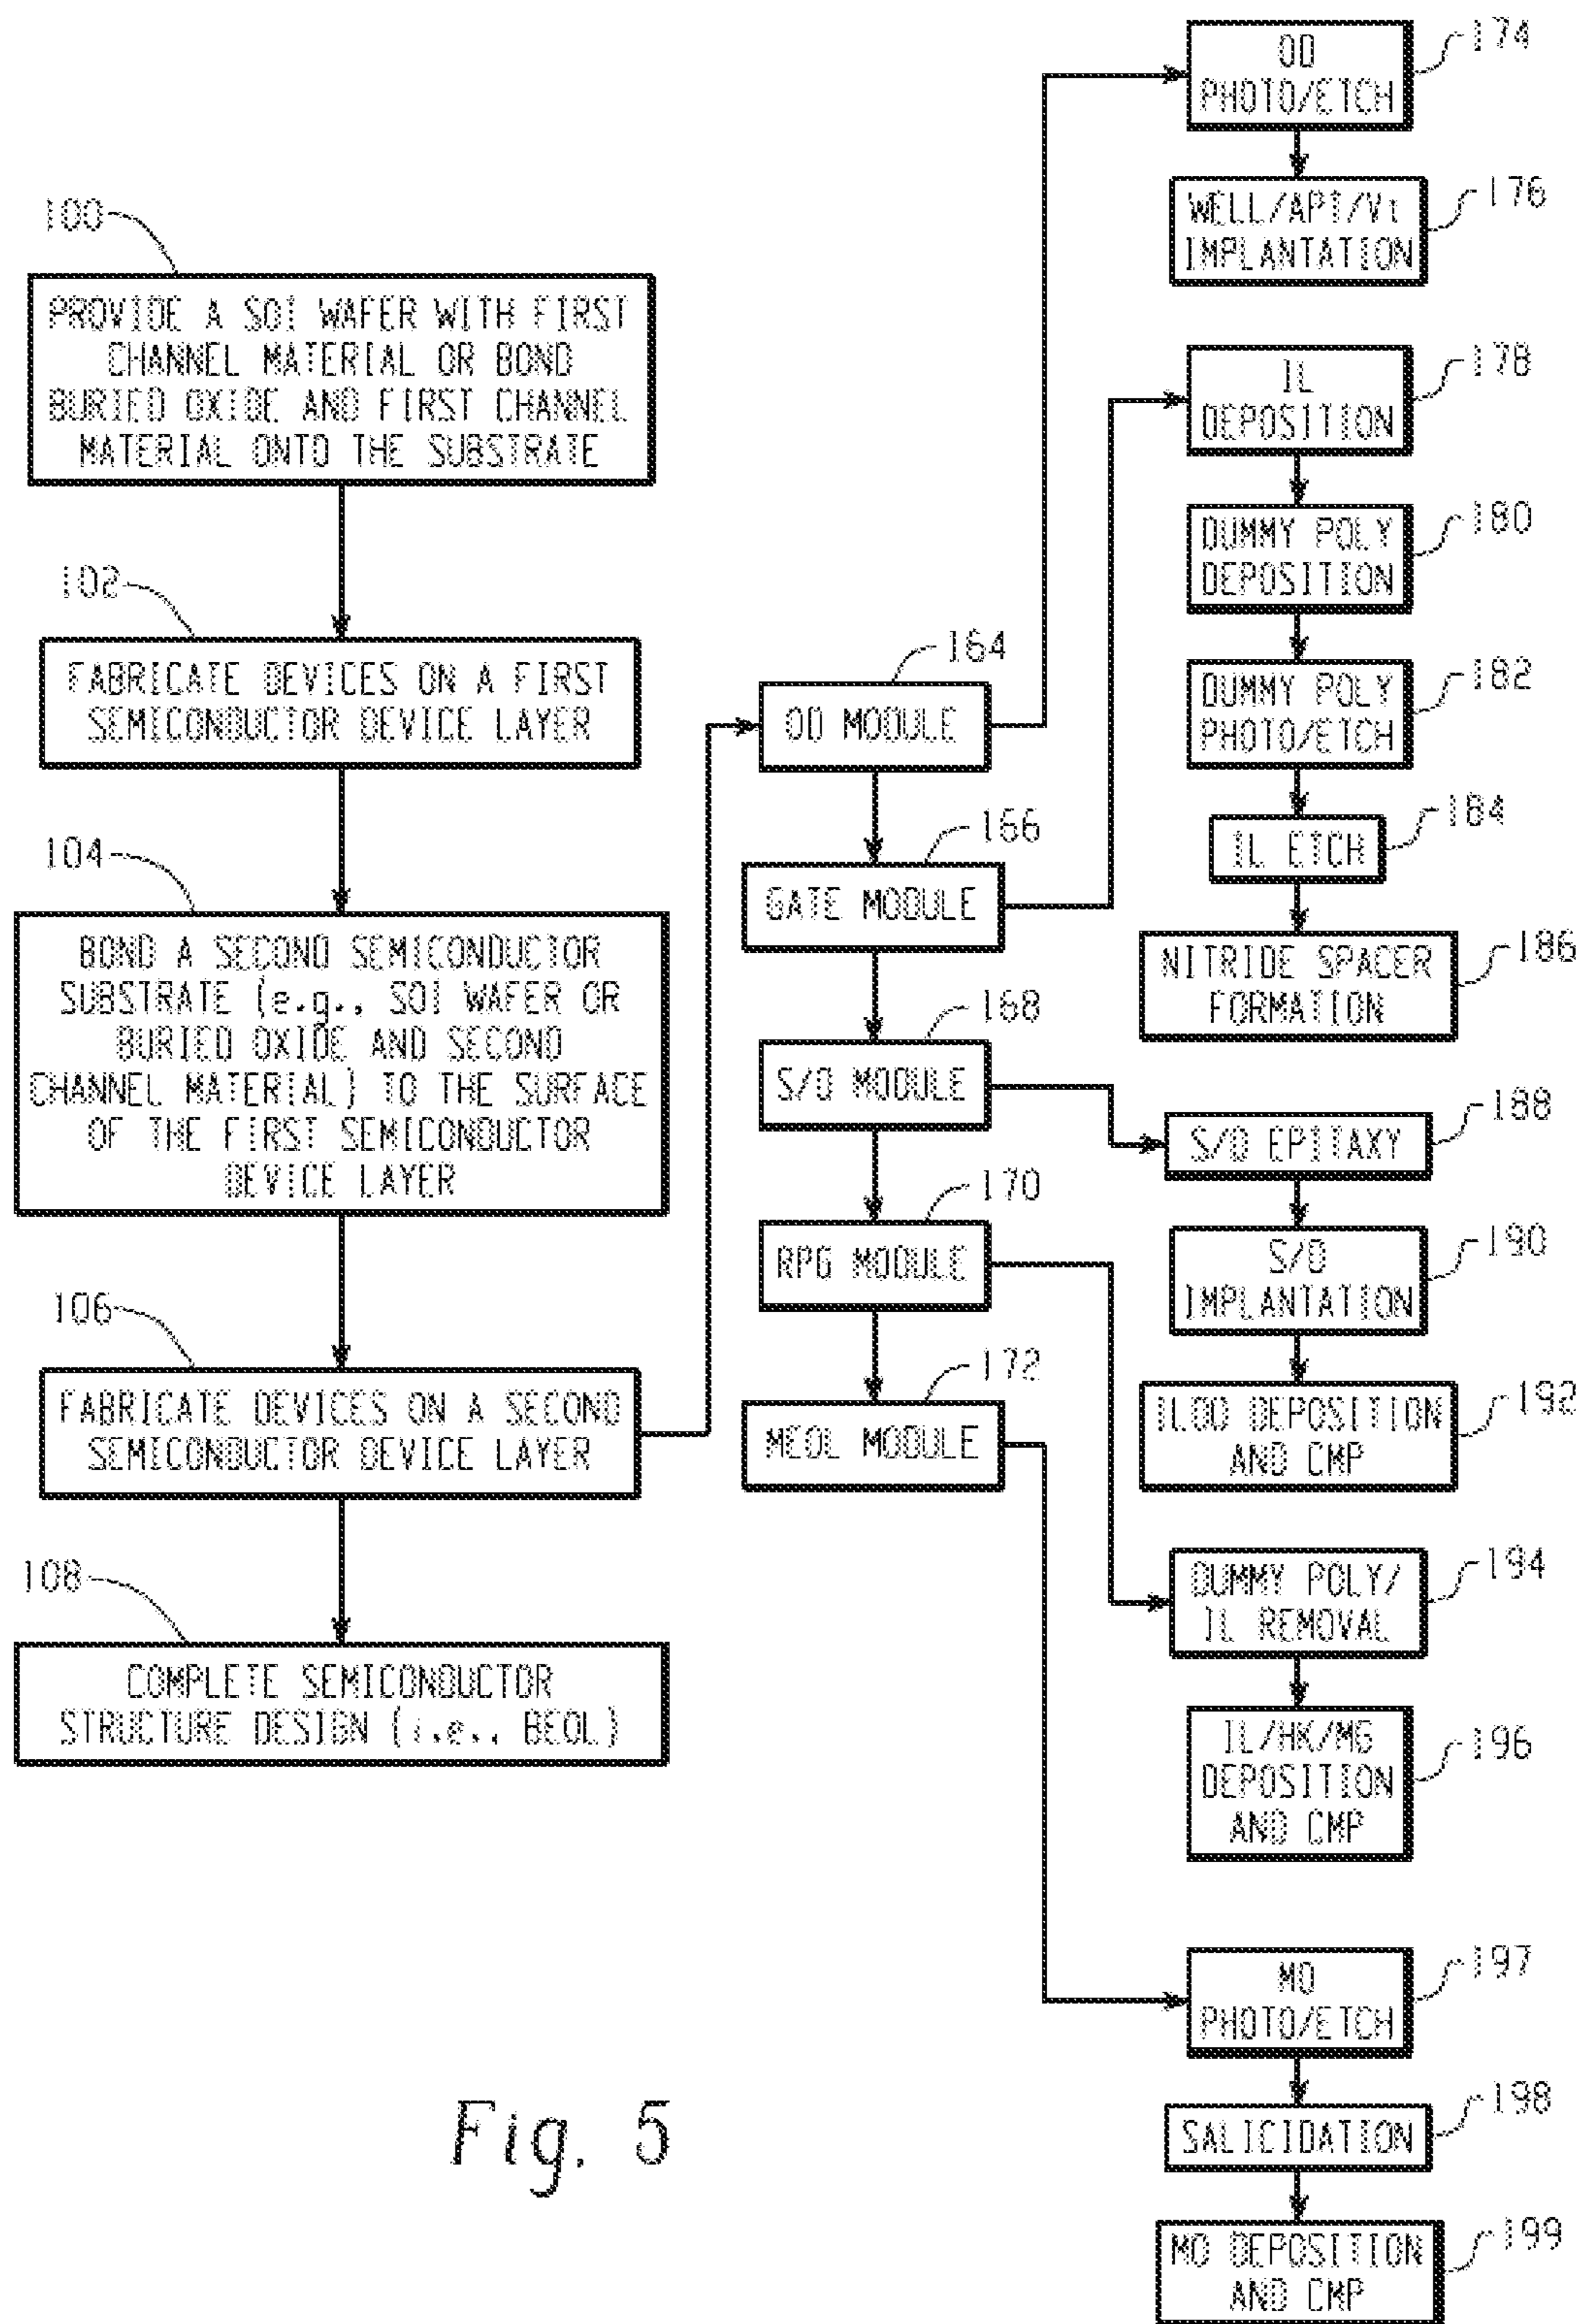 100
PROVIDE A SOI WAFER WITH FIRST
CHANNEL MATERIAL OR BOND
BURIED OXIDE AND FIRST CHANNEL
MATERIAL ONTO THE SUBSTRATE
102
FABRICATE DEVICES ON A FIRST
SEMICONDUCTOR DEVICE LAYER
104
BOND A SECOND SEMICONDUCTOR
SUBSTRATE (e.g., SOI WAFER OR
BURIED OXIDE AND SECOND
CHANNEL MATERIAL) TO THE SURFACE
OF THE FIRST SEMICONDUCTOR
DEVICE LAYER
106
FABRICATE DEVICES ON A SECOND
SEMICONDUCTOR DEVICE LAYER
108
COMPLETE SEMICONDUCTOR
STRUCTURE DESIGN (i.e., BEOL)
164
OD MODULE
166
GATE MODULE
168
S/D MODULE
170
RPG MODULE
172
MEOL MODULE
174
OD
PHOTO/ETCH
176
WELL/APT/Vt
IMPLANTATION
178
IL
DEPOSITION
180
DUMMY POLY
DEPOSITION
182
DUMMY POLY
PHOTO/ETCH
184
IL ETCH
186
NITRIDE SPACER
FORMATION
188
S/D EPITAXY
190
S/D
IMPLANTATION
192
ILD0 DEPOSITION
AND CMP
194
DUMMY POLY/
IL REMOVAL
196
IL/HK/MG
DEPOSITION
AND CMP
197
M0
PHOTO/ETCH
198
SALICIDATION
199
M0 DEPOSITION
AND CMP
Fig. 5